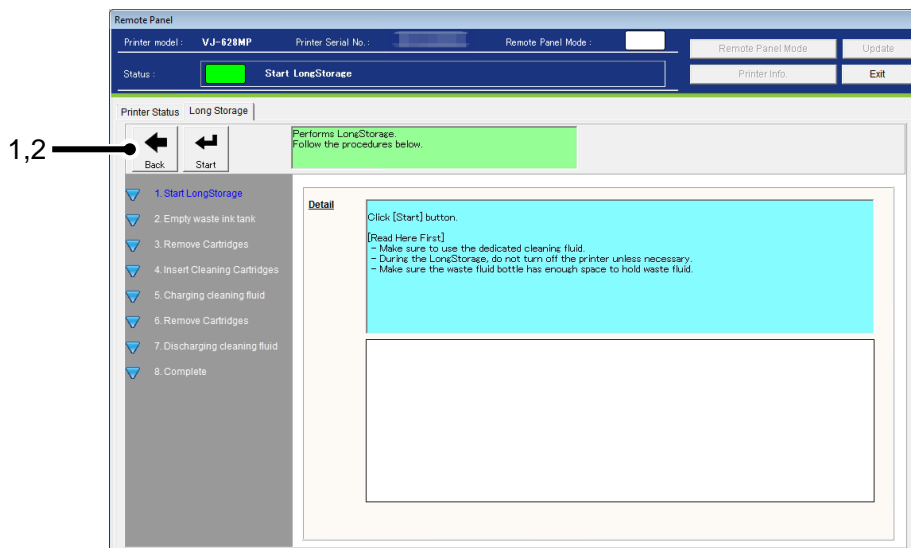 Remote Panel
Printer model : VJ-628MP Printer Serial No. : Remote Panel Mode :
Remote Panel Mode Update
Status : Start LongStorage
Printer Info. Exit
Printer Status Long Storage
1,2
Back Start
Performs LongStorage.
Follow the procedures below.
1. Start LongStorage
2. Empty waste ink tank
3. Remove Cartridges
4. Insert Cleaning Cartridges
5. Charging cleaning fluid
6. Remove Cartridges
7. Discharging cleaning fluid
8. Complete
Detail
Click [Start] button.
[Read Here First]
- Make sure to use the dedicated cleaning fluid.
- During the LongStorage, do not turn off the printer unless necessary.
- Make sure the waste fluid bottle has enough space to hold waste fluid.